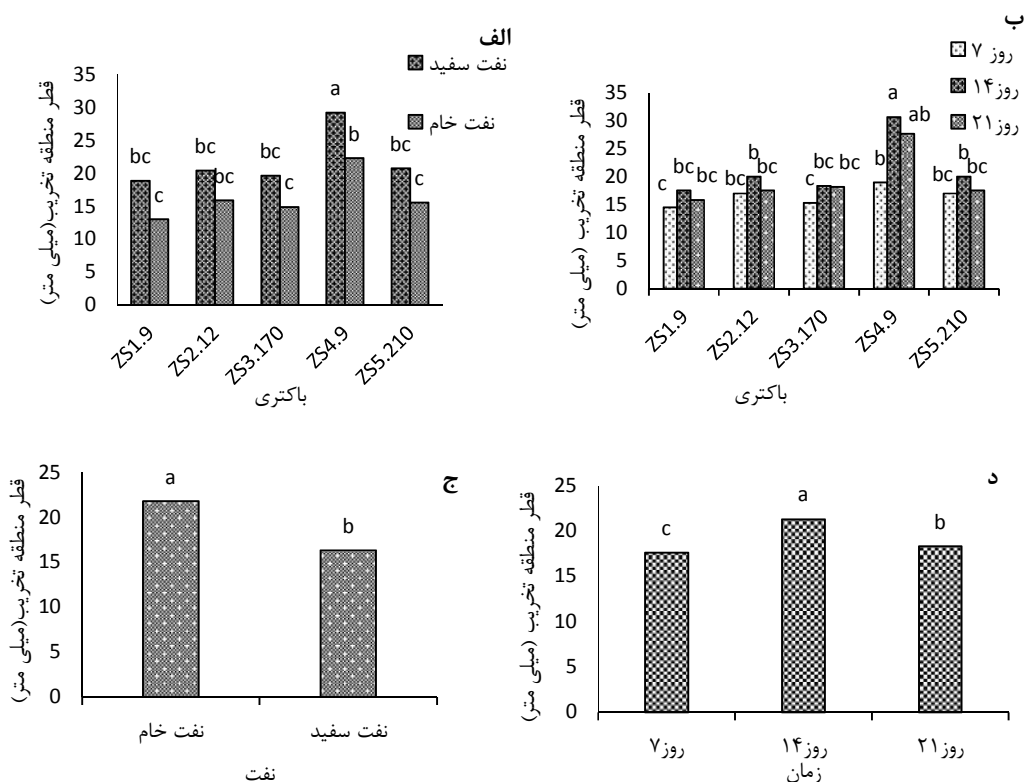 الف
نفت سفید
نفت خام
قطر منطقه تخریب(میلی متر)
35
30
25
20
15
10
5
0
bc
c
bc
bc
bc
c
a
b
bc
c
ZS1.9
ZS2.12
ZS3.170
ZS4.9
ZS5.210
باکتری
ب
روز ۷
روز۱۴
روز۲۱
قطر منطقه تخریب (میلی متر)
35
30
25
20
15
10
5
0
c
bc
bc
bc
b
bc
c
bc
bc
b
a
ab
bc
b
bc
ZS1.9
ZS2.12
ZS3.170
ZS4.9
ZS5.210
باکتری
ج
قطر منطقه تخریب(میلی متر)
25
20
15
10
5
0
a
b
نفت خام
نفت سفید
نفت
د
قطر منطقه تخریب (میلی متر)
25
20
15
10
5
0
c
a
b
روز۷
روز۱۴
روز۲۱
زمان